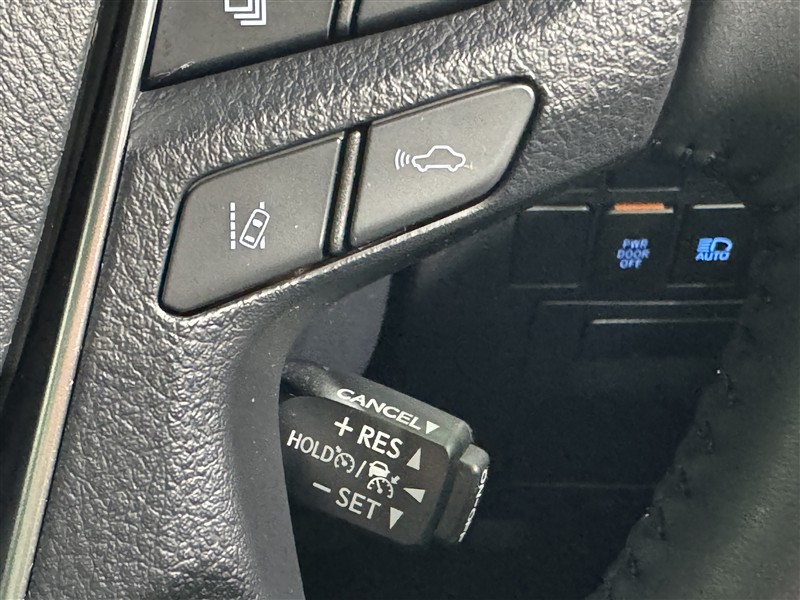 PWR
DOOR
OFF
AUTO
CANCEL▼
+ RES ▲
HOLD /
− SET ▼